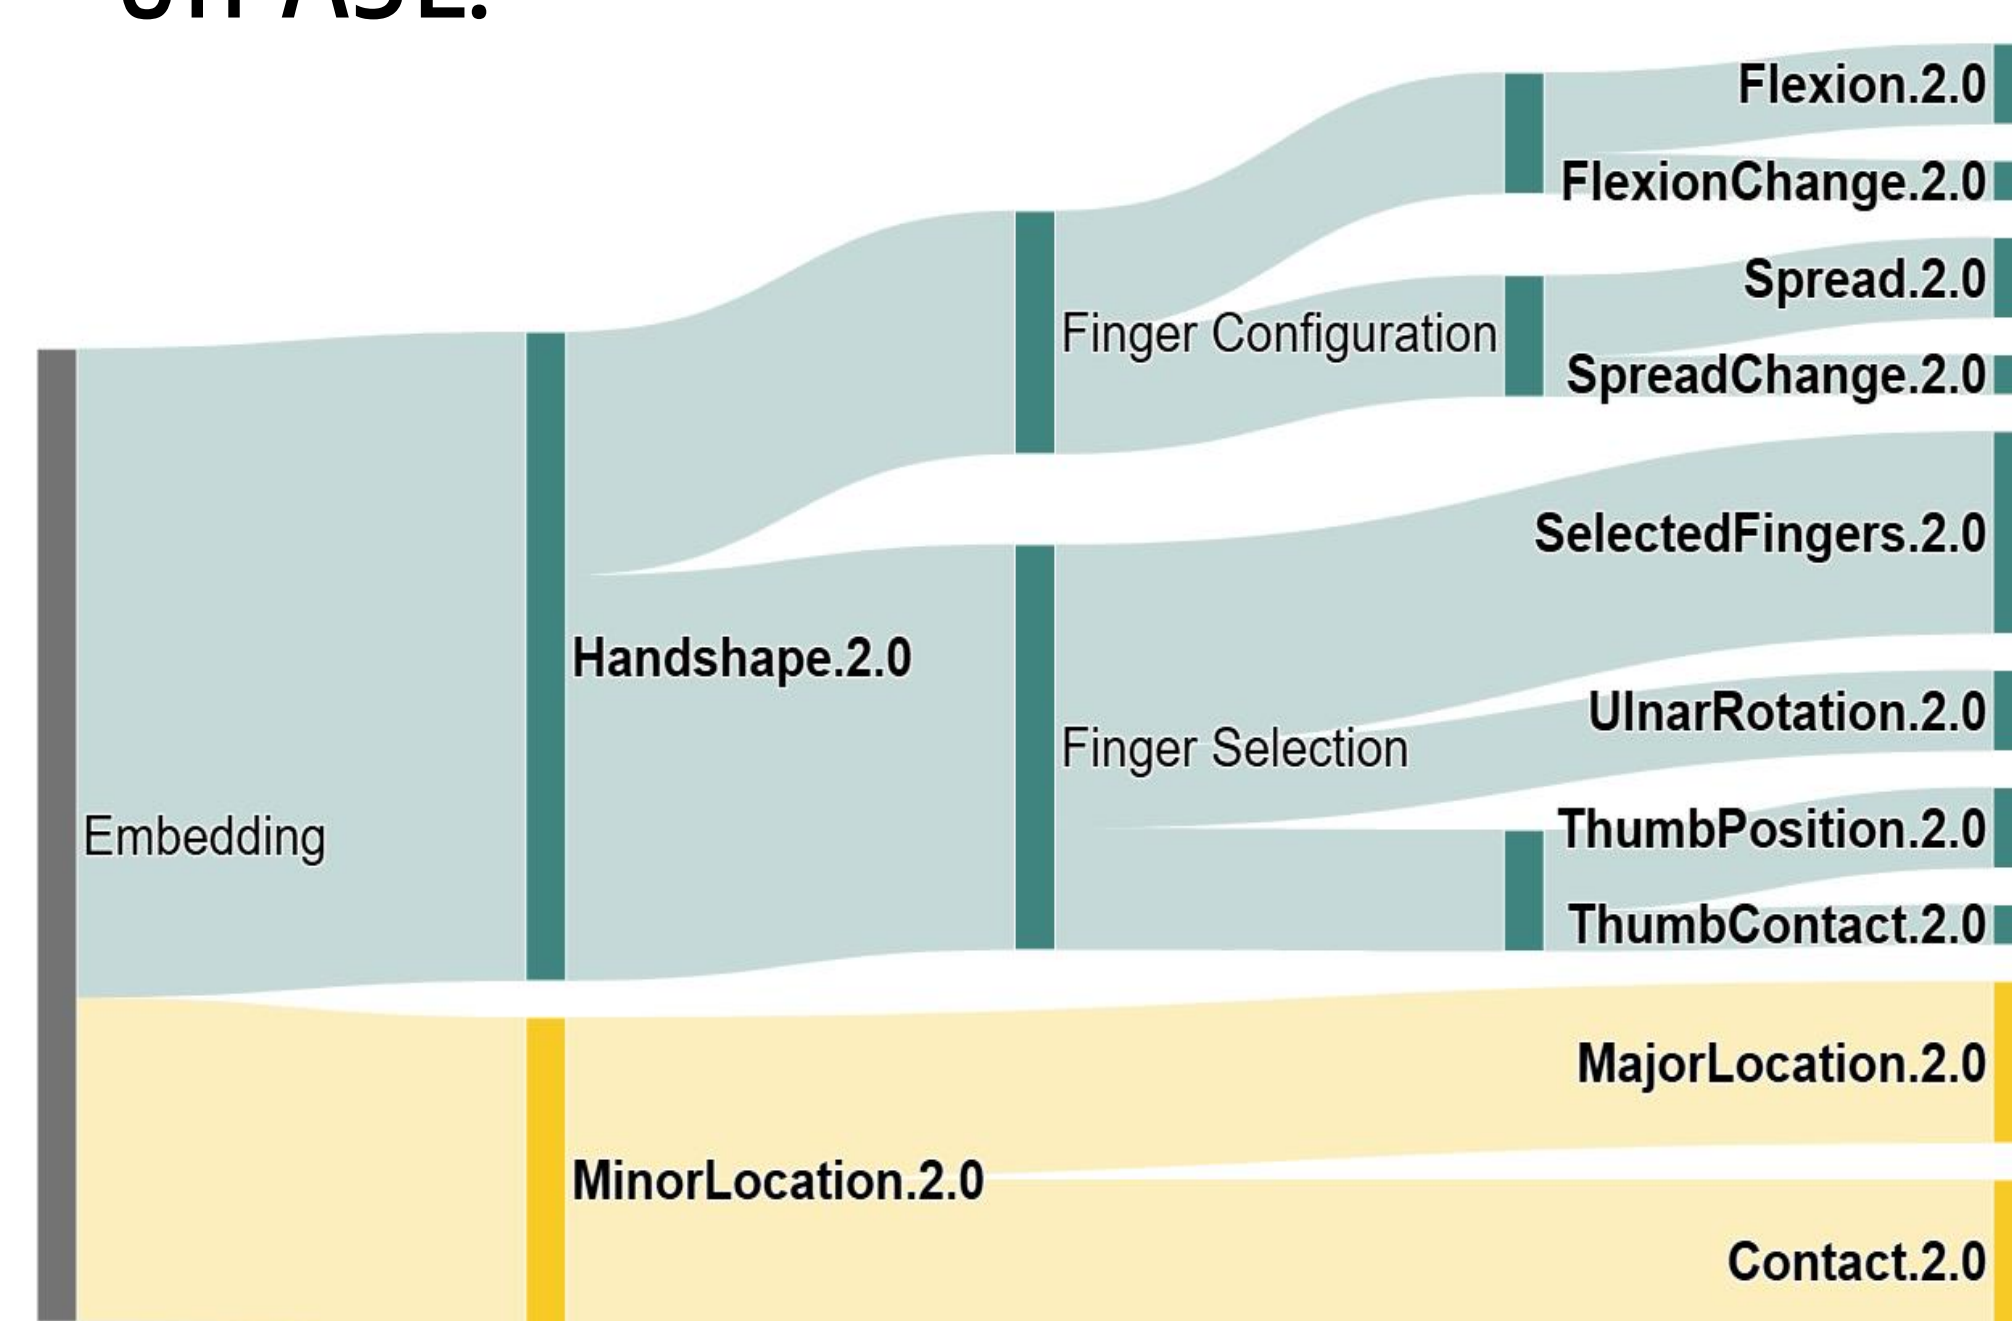 Flexion.2.0
FlexionChange.2.0
Spread.2.0
Finger Configuration
SpreadChange.2.0
SelectedFingers.2.0
Handshape.2.0
UlnarRotation.2.0
Finger Selection
ThumbPosition.2.0
Embedding
ThumbContact.2.0
MajorLocation.2.0
MinorLocation.2.0
Contact.2.0